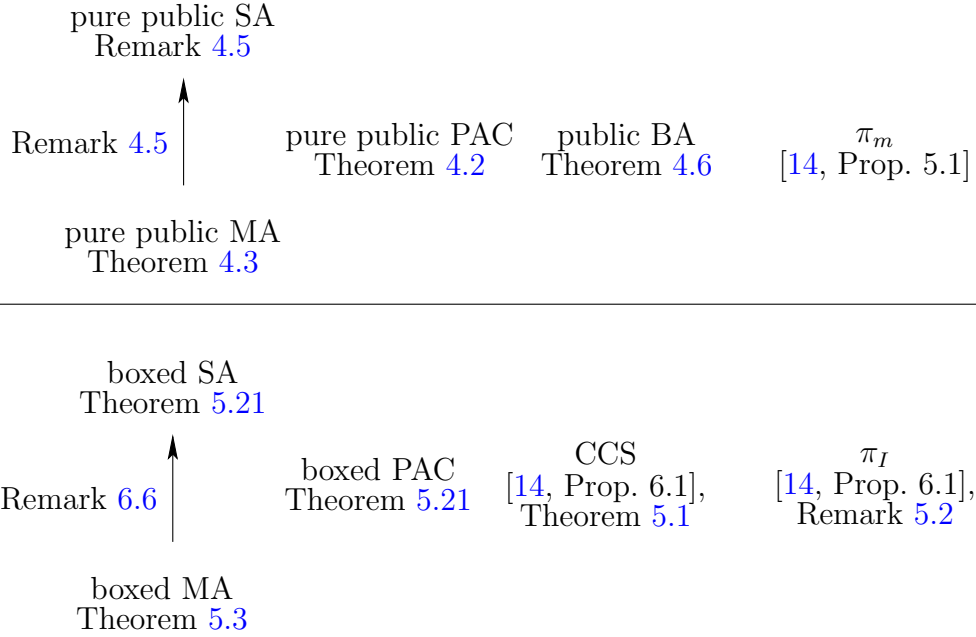 pure public SA
Remark 4.5
Remark 4.5
pure public PAC
Theorem 4.2
public BA
Theorem 4.6
π_m
[14, Prop. 5.1]
pure public MA
Theorem 4.3
boxed SA
Theorem 5.21
Remark 6.6
boxed PAC
Theorem 5.21
CCS
[14, Prop. 6.1],
Theorem 5.1
π_I
[14, Prop. 6.1],
Remark 5.2
boxed MA
Theorem 5.3